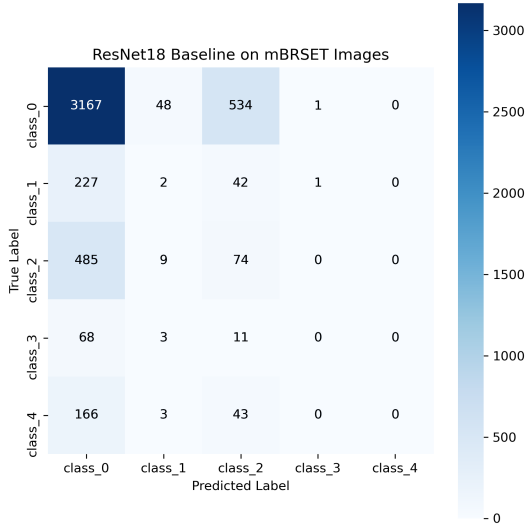 ResNet18 Baseline on mBRSET Images
True Label
class_0 3167 48 534 1 0
class_1 227 2 42 1 0
class_2 485 9 74 0 0
class_3 68 3 11 0 0
class_4 166 3 43 0 0
class_0 class_1 class_2 class_3 class_4
Predicted Label
3000
2500
2000
1500
1000
500
0